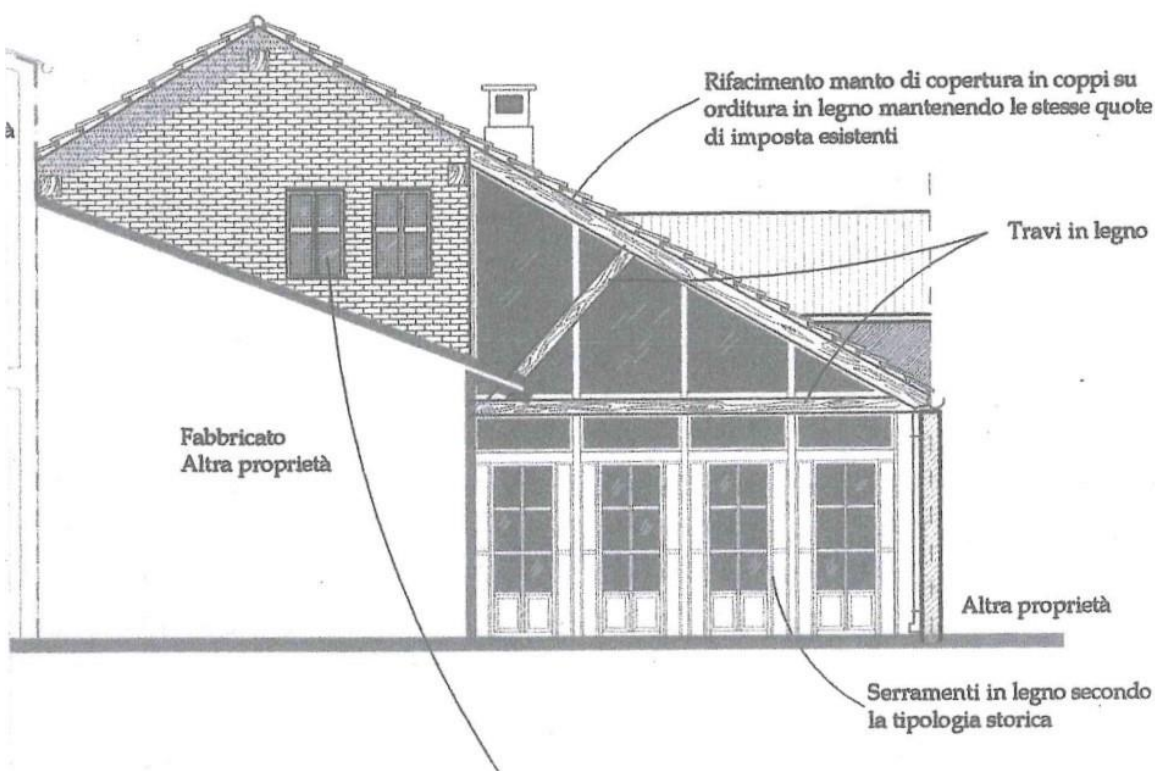 Rifacimento manto di copertura in coppi su
orditura in legno mantenendo le stesse quote
di imposta esistenti
Travi in legno
Fabbricato
Altra proprietà
Altra proprietà
Serramenti in legno secondo
la tipologia storica